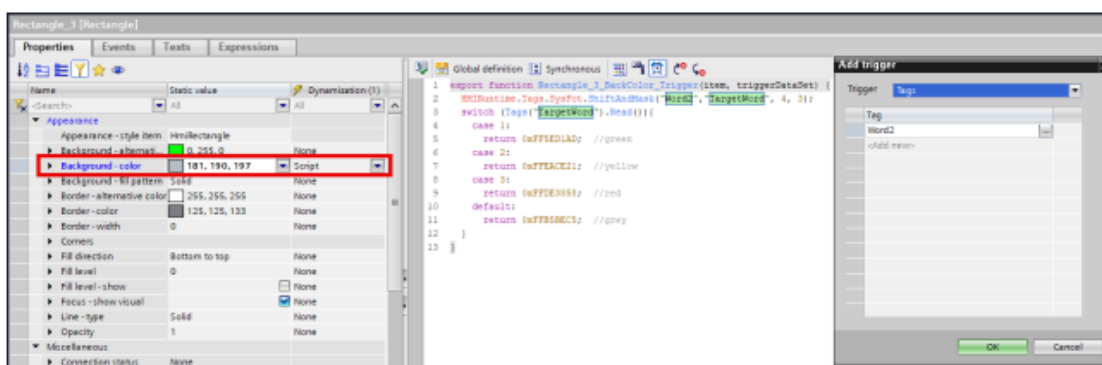 Rectangle_3 [Rectangle]
Properties Events Texts Expressions
Name Static value Dynamization (1)
<Search> All All
Appearance
Appearance - style item HmiRectangle
Background - alternati... 0, 255, 0 None
Background - color 181, 190, 197 Script
Background - fill pattern Solid None
Border - alternative color 255, 255, 255 None
Border - color 125, 125, 133 None
Border - width 0 None
Corners
Fill direction Bottom to top None
Fill level 0 None
Fill level - show None
Focus - show visual None
Line - type Solid None
Opacity 1 None
Miscellaneous
Connection status None
Global definition Synchronous
1 export function Rectangle_3_BackColor_Trigger(item, triggerDataSet) {
2 HMIRuntime.Tags.SysFct.ShiftAndMask("Word2","TargetWord", 4, 3);
3 switch (Tags("TargetWord").Read()){
4 case 1:
5 return 0xFF5ED1AD; //green
6 case 2:
7 return 0xFFEACE21; //yellow
8 case 3:
9 return 0xFFDE3858; //red
10 default:
11 return 0xFFB5BEC5; //grey
12 }
13 }
Add trigger
Trigger Tags
Tag
Word2 ...
<Add new>
OK Cancel